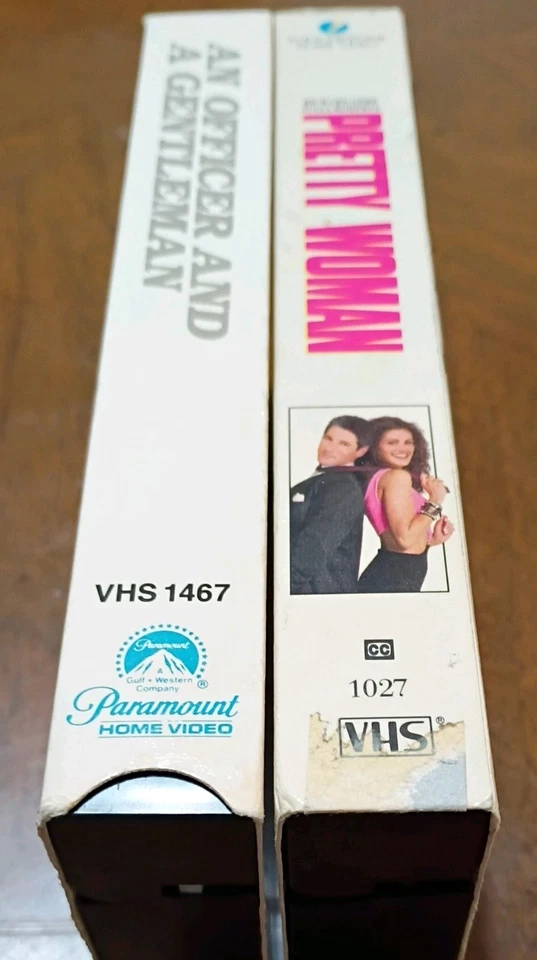 AN OFFICER AND
A GENTLEMAN
VHS 1467
Paramount
A
Gulf + Western
Company
®
Paramount
HOME VIDEO
PRETTY WOMAN
CC
1027
VHS®